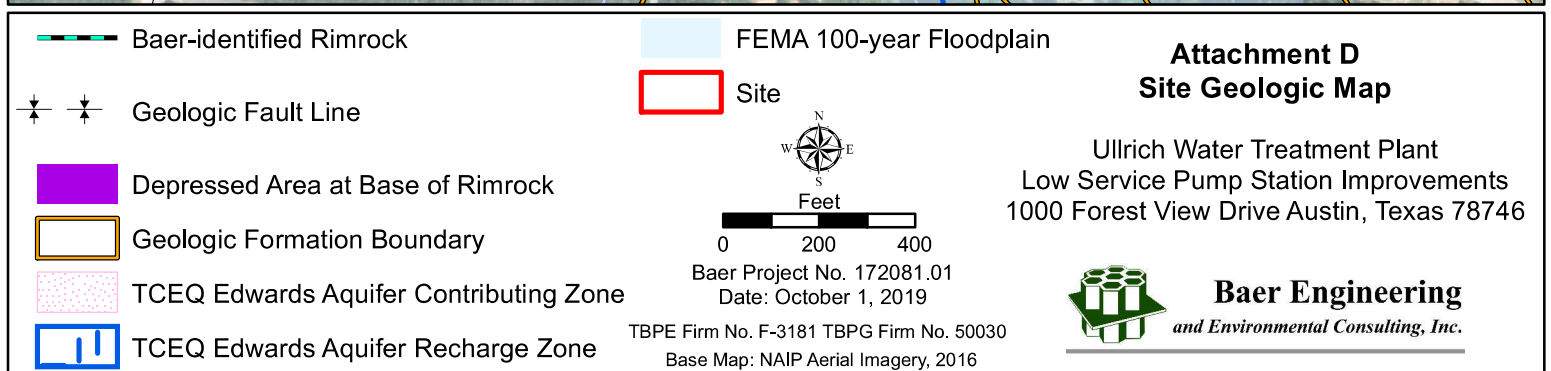 Baer-identified Rimrock
Geologic Fault Line
Depressed Area at Base of Rimrock
Geologic Formation Boundary
TCEQ Edwards Aquifer Contributing Zone
TCEQ Edwards Aquifer Recharge Zone
FEMA 100-year Floodplain
Site
N
W E
S
Feet
0 200 400
Baer Project No. 172081.01
Date: October 1, 2019
TBPE Firm No. F-3181 TBPG Firm No. 50030
Base Map: NAIP Aerial Imagery, 2016
Attachment D
Site Geologic Map
Ullrich Water Treatment Plant
Low Service Pump Station Improvements
1000 Forest View Drive Austin, Texas 78746
Baer Engineering
and Environmental Consulting, Inc.